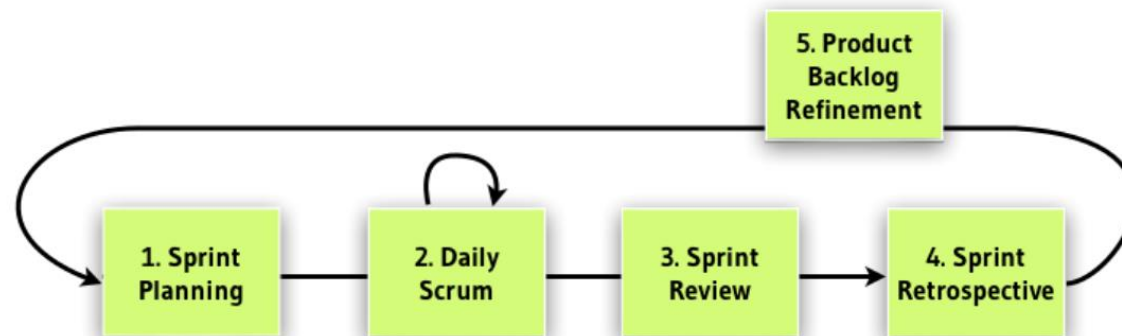 5. Product
Backlog
Refinement
1. Sprint
Planning
2. Daily
Scrum
3. Sprint
Review
4. Sprint
Retrospective